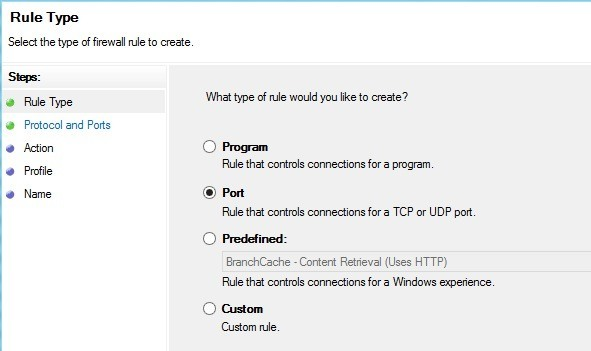 Rule Type
Select the type of firewall rule to create.
Steps:
Rule Type
Protocol and Ports
Action
Profile
Name
What type of rule would you like to create?
Program
Rule that controls connections for a program.
Port
Rule that controls connections for a TCP or UDP port.
Predefined:
BranchCache - Content Retrieval (Uses HTTP)
Rule that controls connections for a Windows experience.
Custom
Custom rule.